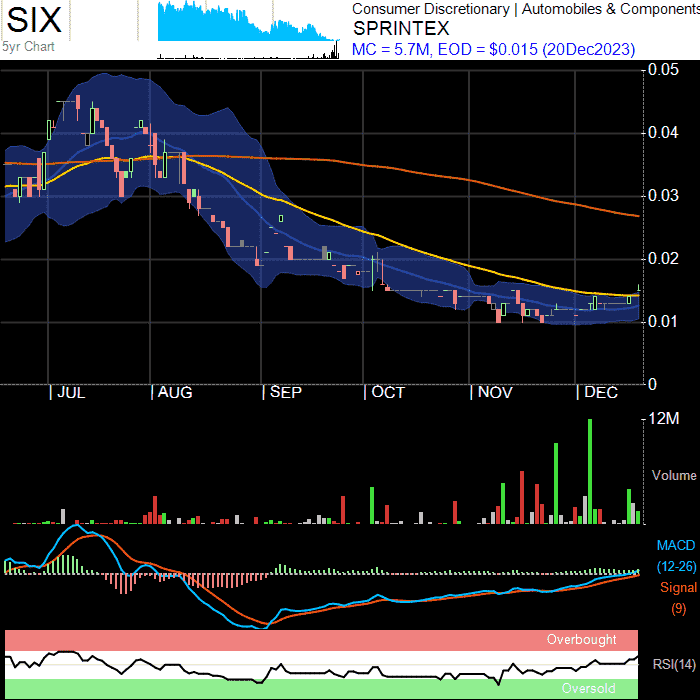 SIX
5yr Chart
Consumer Discretionary | Automobiles & Components
SPRINTEX
MC = 5.7M, EOD = $0.015 (20Dec2023)
0.05
0.04
0.03
0.02
0.01
0
| JUL | AUG | SEP | OCT | NOV | DEC
12M
Volume
MACD
(12-26)
Signal
(9)
Overbought
RSI(14)
Oversold